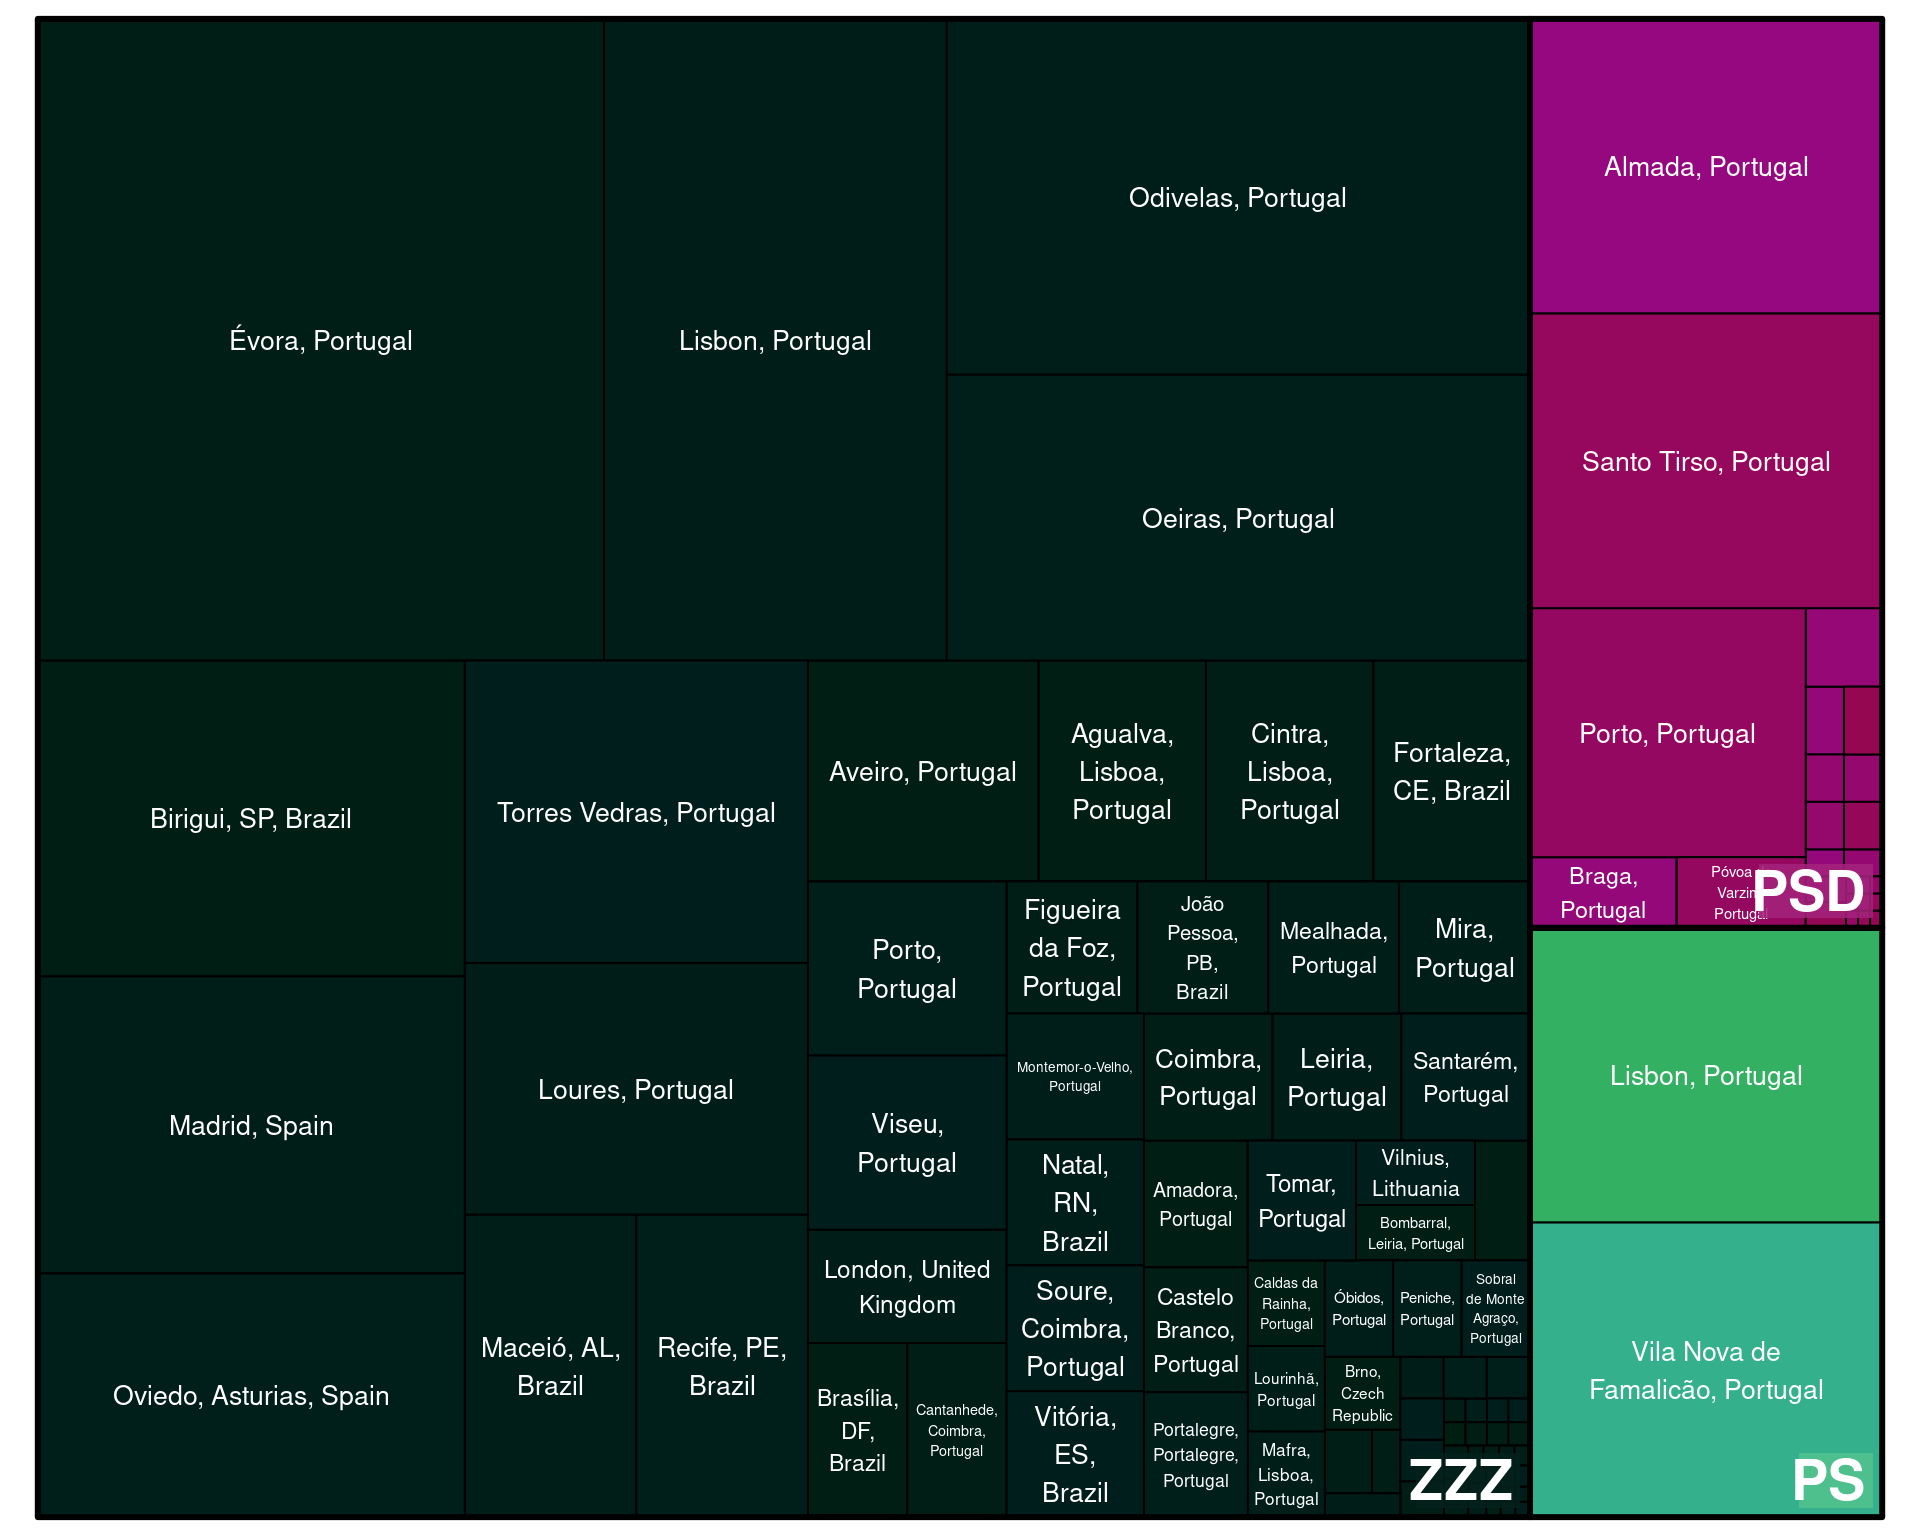 Évora, Portugal
Lisbon, Portugal
Odivelas, Portugal
Oeiras, Portugal
Birigui, SP, Brazil
Madrid, Spain
Oviedo, Asturias, Spain
Torres Vedras, Portugal
Loures, Portugal
Maceió, AL,
Brazil
Recife, PE,
Brazil
Aveiro, Portugal
Agualva,
Lisboa,
Portugal
Cintra,
Lisboa,
Portugal
Fortaleza,
CE, Brazil
Porto,
Portugal
Viseu,
Portugal
London, United
Kingdom
Brasília,
DF,
Brazil
Cantanhede,
Coimbra,
Portugal
Figueira
da Foz,
Portugal
João
Pessoa,
PB,
Brazil
Mealhada,
Portugal
Mira,
Portugal
Montemor-o-Velho,
Portugal
Coimbra,
Portugal
Leiria,
Portugal
Santarém,
Portugal
Natal,
RN,
Brazil
Soure,
Coimbra,
Portugal
Vitória,
ES,
Brazil
Amadora,
Portugal
Castelo
Branco,
Portugal
Portalegre,
Portalegre,
Portugal
Tomar,
Portugal
Vilnius,
Lithuania
Bombarral,
Leiria, Portugal
Caldas da
Rainha,
Portugal
Óbidos,
Portugal
Peniche,
Portugal
Sobral
de Monte
Agraço,
Portugal
Lourinhã,
Portugal
Brno,
Czech
Republic
Mafra,
Lisboa,
Portugal
ZZZ
Almada, Portugal
Santo Tirso, Portugal
Porto, Portugal
Braga,
Portugal
Póvoa
Varzim
Portugal
PSD
Lisbon, Portugal
Vila Nova de
Famalicão, Portugal
PS